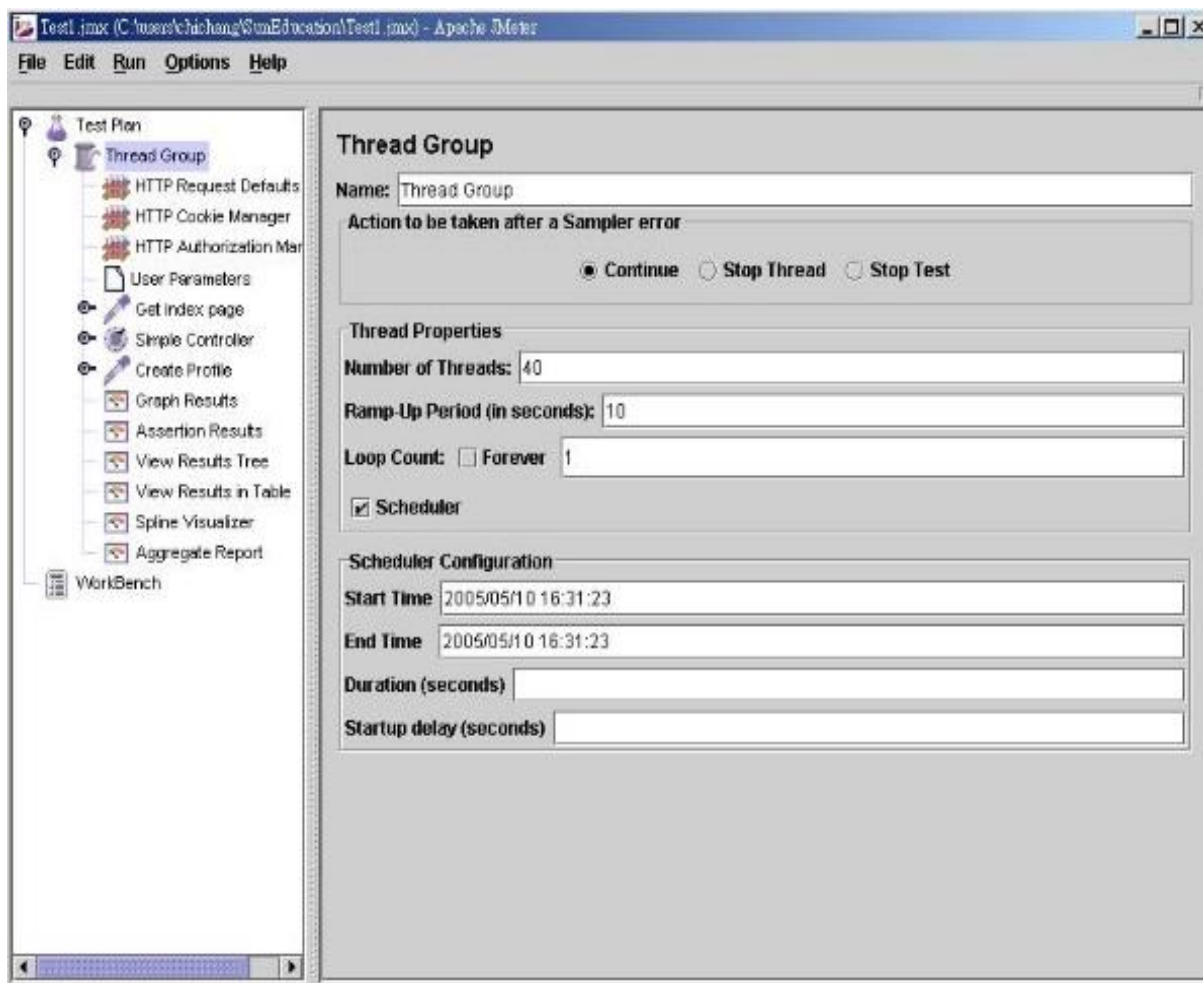 Test1.jmx (C:\users\chichang\SunEducation\Test1.jmx) - Apache JMeter
File Edit Run Options Help
Test Plan
Thread Group
HTTP Request Defaults
HTTP Cookie Manager
HTTP Authorization Mar
User Parameters
Get index page
Simple Controller
Create Profile
Graph Results
Assertion Results
View Results Tree
View Results in Table
Spline Visualizer
Aggregate Report
WorkBench
Thread Group
Name: Thread Group
Action to be taken after a Sampler error
Continue Stop Thread Stop Test
Thread Properties
Number of Threads: 40
Ramp-Up Period (in seconds): 10
Loop Count: Forever 1
Scheduler
Scheduler Configuration
Start Time 2005/05/10 16:31:23
End Time 2005/05/10 16:31:23
Duration (seconds)
Startup delay (seconds)